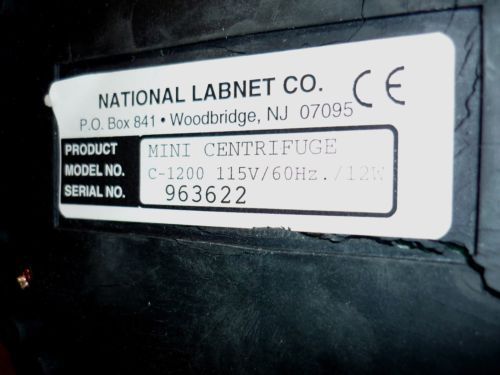 NATIONAL LABNET CO.
CE
P.O. Box 841 • Woodbridge, NJ 07095
PRODUCT MINI CENTRIFUGE
MODEL NO. C-1200 115V/60Hz./12W
SERIAL NO. 963622